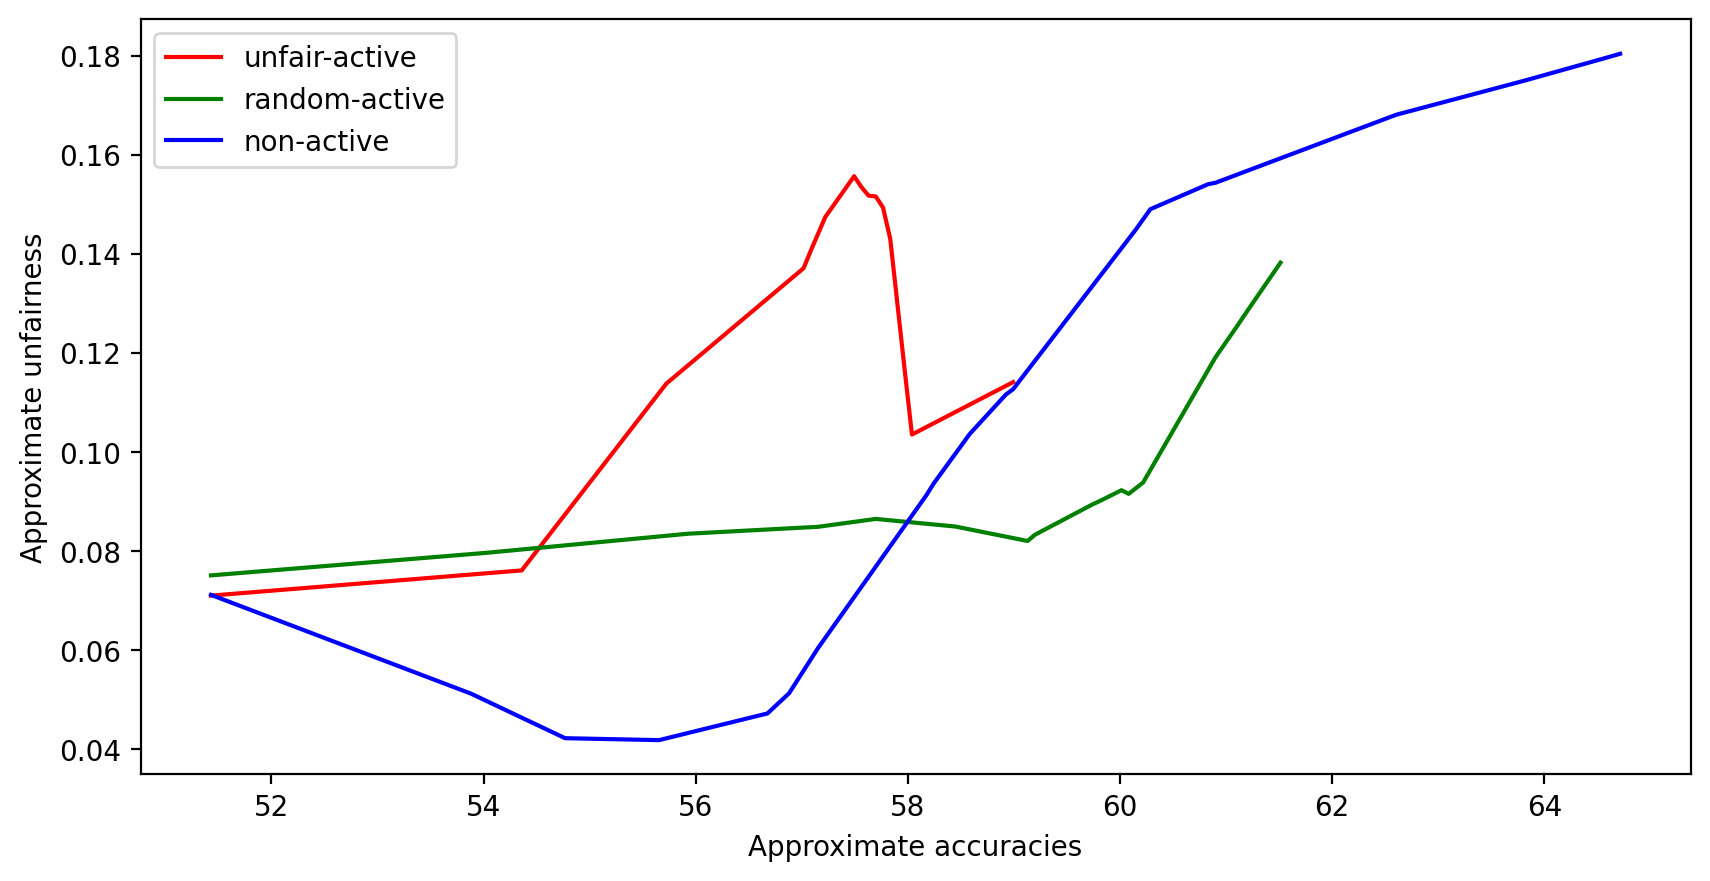 unfair-active
random-active
non-active
0.18
0.16
0.14
0.12
0.10
0.08
0.06
0.04
Approximate unfairness
52 54 56 58 60 62 64
Approximate accuracies